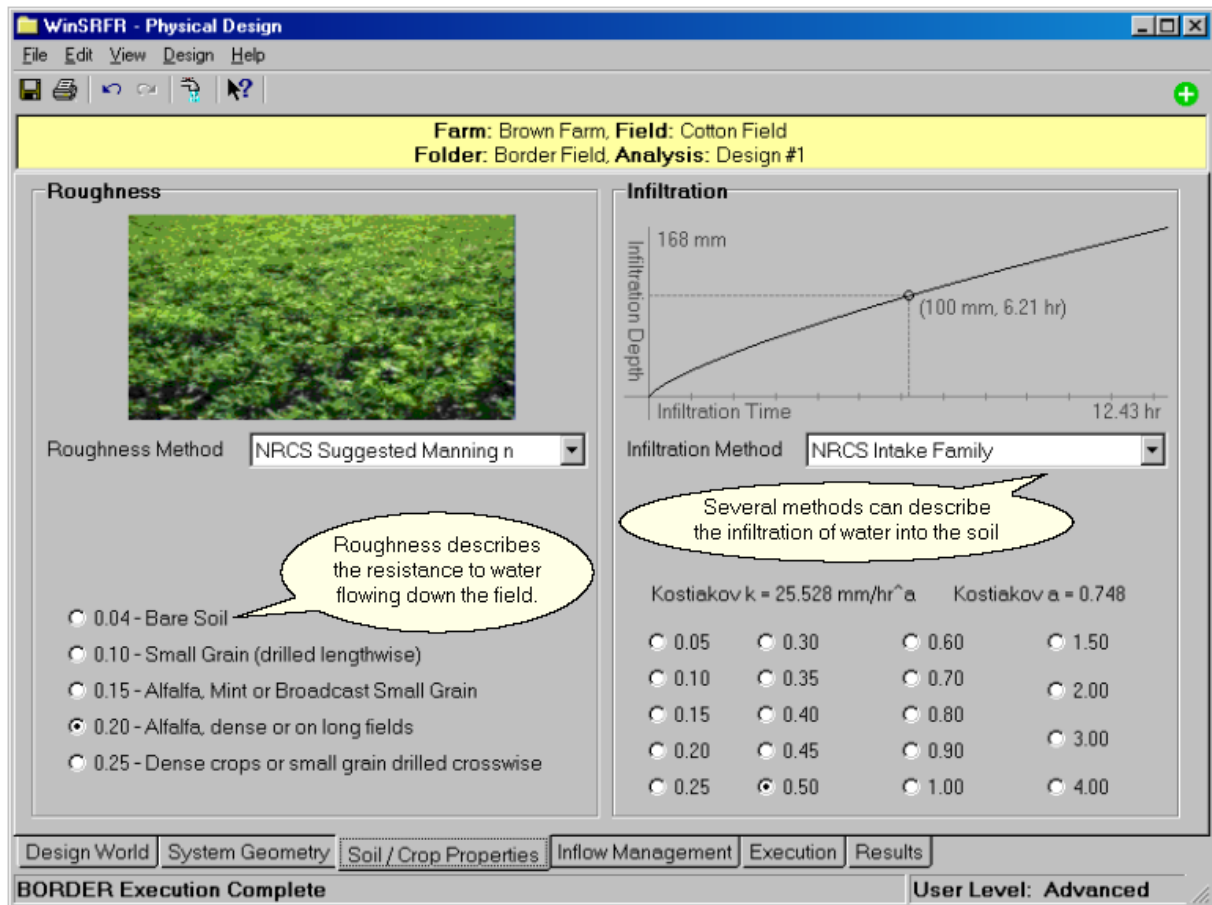 WinSRFR - Physical Design
File Edit View Design Help
Farm: Brown Farm, Field: Cotton Field
Folder: Border Field, Analysis: Design #1
Roughness
Roughness Method NRCS Suggested Manning n
Roughness describes
the resistance to water
flowing down the field.
0.04 - Bare Soil
0.10 - Small Grain (drilled lengthwise)
0.15 - Alfalfa, Mint or Broadcast Small Grain
0.20 - Alfalfa, dense or on long fields
0.25 - Dense crops or small grain drilled crosswise
Infiltration
Infiltration Depth
168 mm
(100 mm, 6.21 hr)
Infiltration Time 12.43 hr
Infiltration Method NRCS Intake Family
Several methods can describe
the infiltration of water into the soil
Kostiakov k = 25.528 mm/hr^a Kostiakov a = 0.748
0.05 0.30 0.60 1.50
0.10 0.35 0.70 2.00
0.15 0.40 0.80
0.20 0.45 0.90 3.00
0.25 0.50 1.00 4.00
Design World System Geometry Soil / Crop Properties Inflow Management Execution Results
BORDER Execution Complete User Level: Advanced